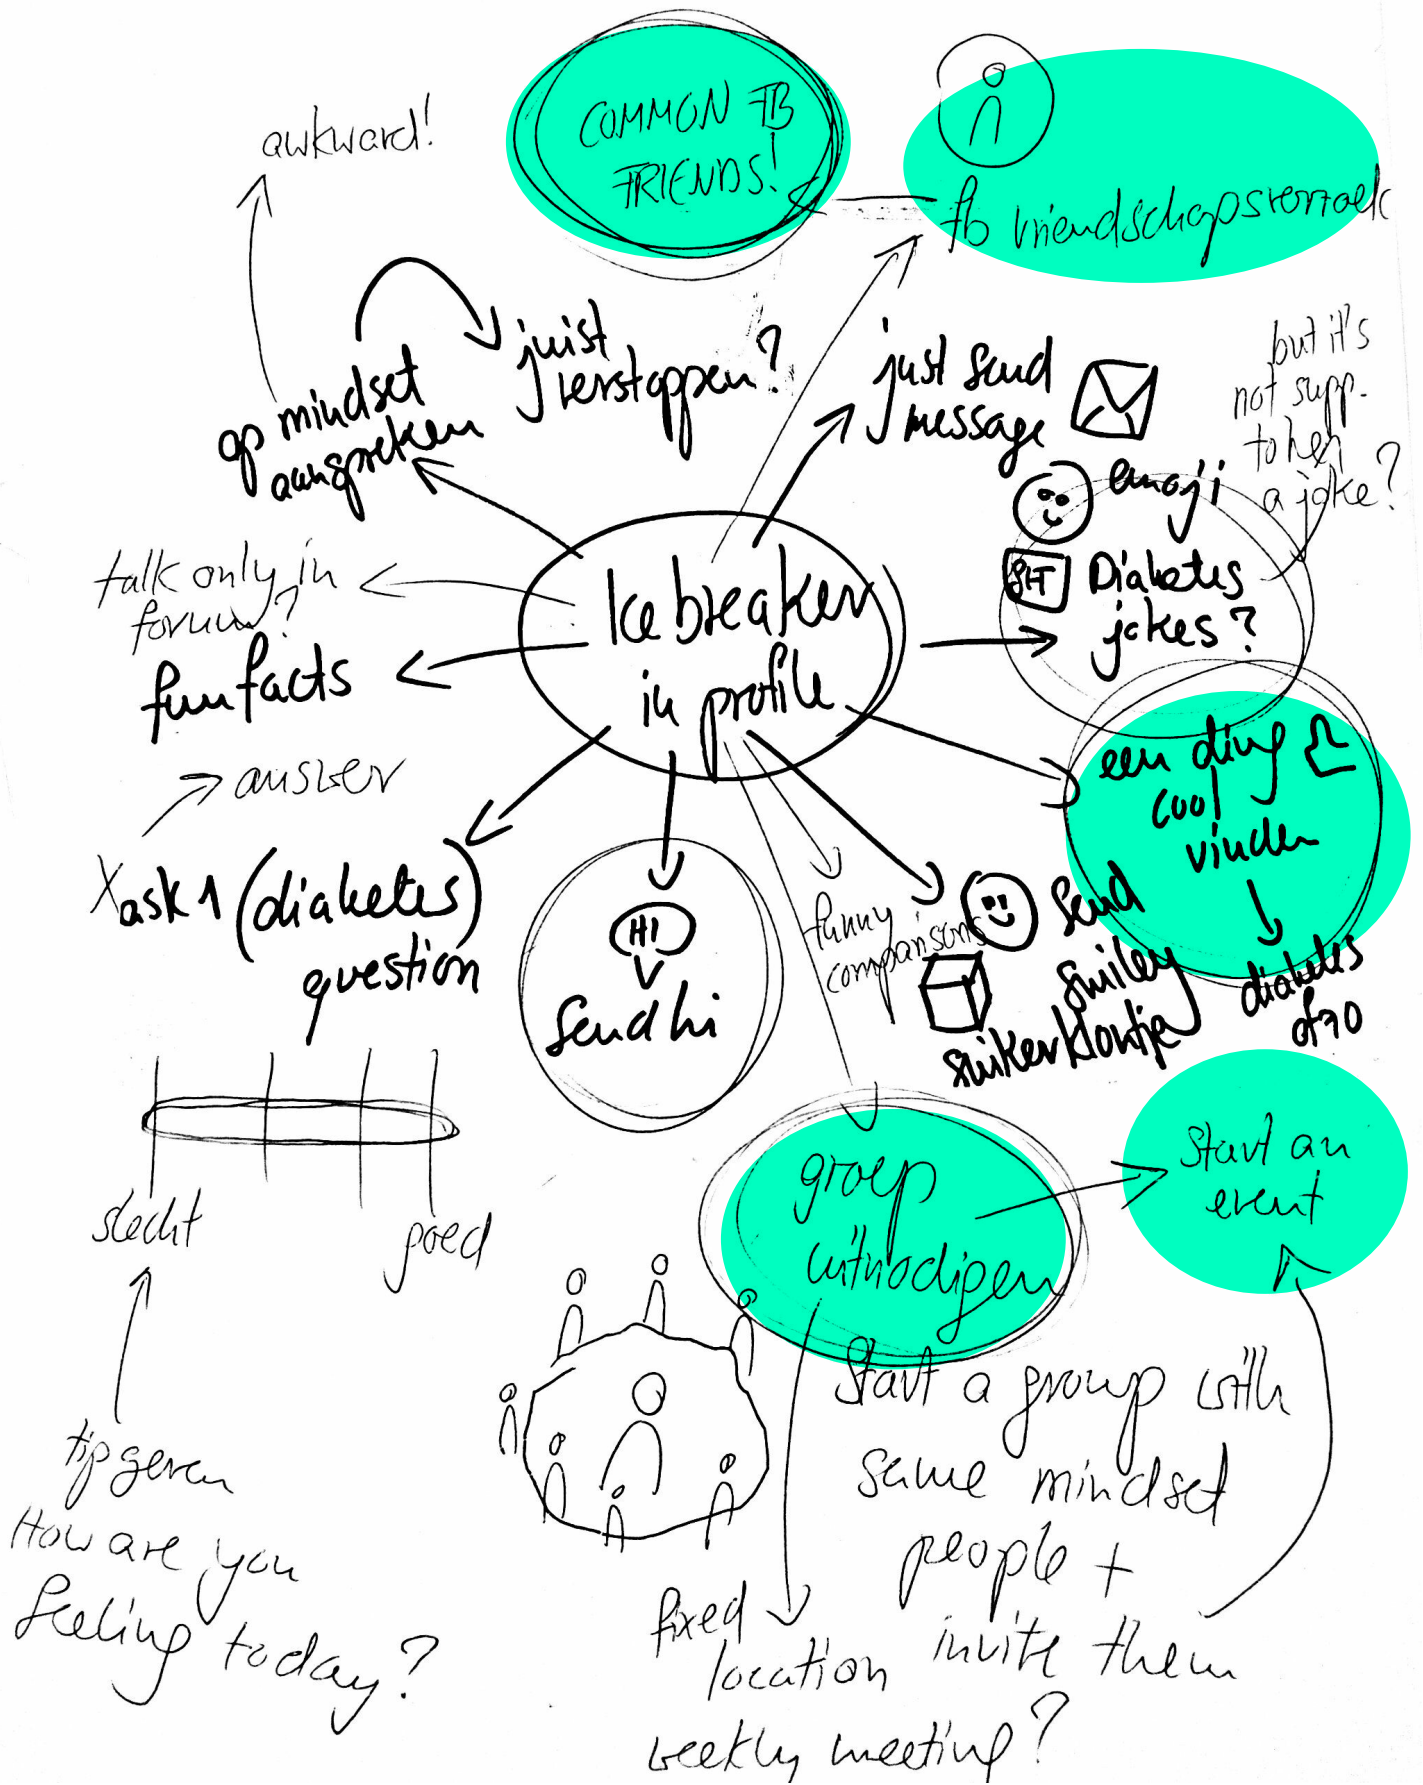 COMMON FB
FRIENDS!
awkward!
fb vriendschapsverzoek
juist
verstoppen?
op mindset
aanspreken
just send
message
but it's
not supp.
to be
a joke?
emoji
Diabetes
jokes?
talk only in
forum?
fun facts
Ice breaker
in profile
een ding
cool
vinden
diabetes
of zo
answer
X ask 1 (diabetes)
question
HI
Send hi
funny
comparisons
Send
smiley
suikerklontje
slecht
goed
groep
uitnodigen
Start an
event
tip geven
How are you
feeling today?
Start a group with
same mindset
people +
invite them
fixed
location
weekly meeting?